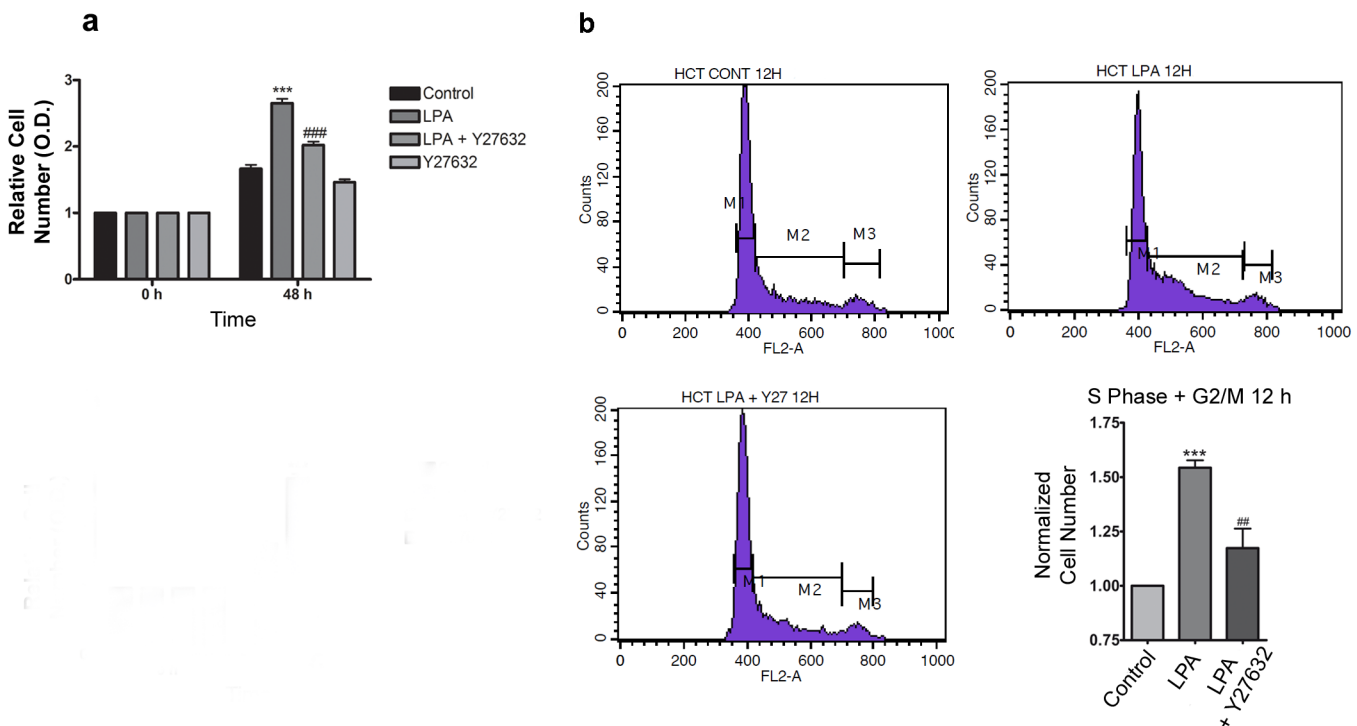 a
3
2
1
0
Relative Cell
Number (O.D.)
***
###
0 h
48 h
Time
Control
LPA
LPA + Y27632
Y27632
b
HCT CONT 12H
200
160
120
80
40
0
Counts
M1
M2
M3
0 200 400 600 800 1000
FL2-A
HCT LPA 12H
200
160
120
80
40
0
Counts
M1
M2
M3
0 200 400 600 800 1000
FL2-A
HCT LPA + Y27 12H
200
160
120
80
40
0
Counts
M1
M2
M3
0 200 400 600 800 1000
FL2-A
S Phase + G2/M 12 h
1.75
1.50
1.25
1.00
0.75
Normalized
Cell Number
***
##
Control
LPA
LPA
+ Y27632